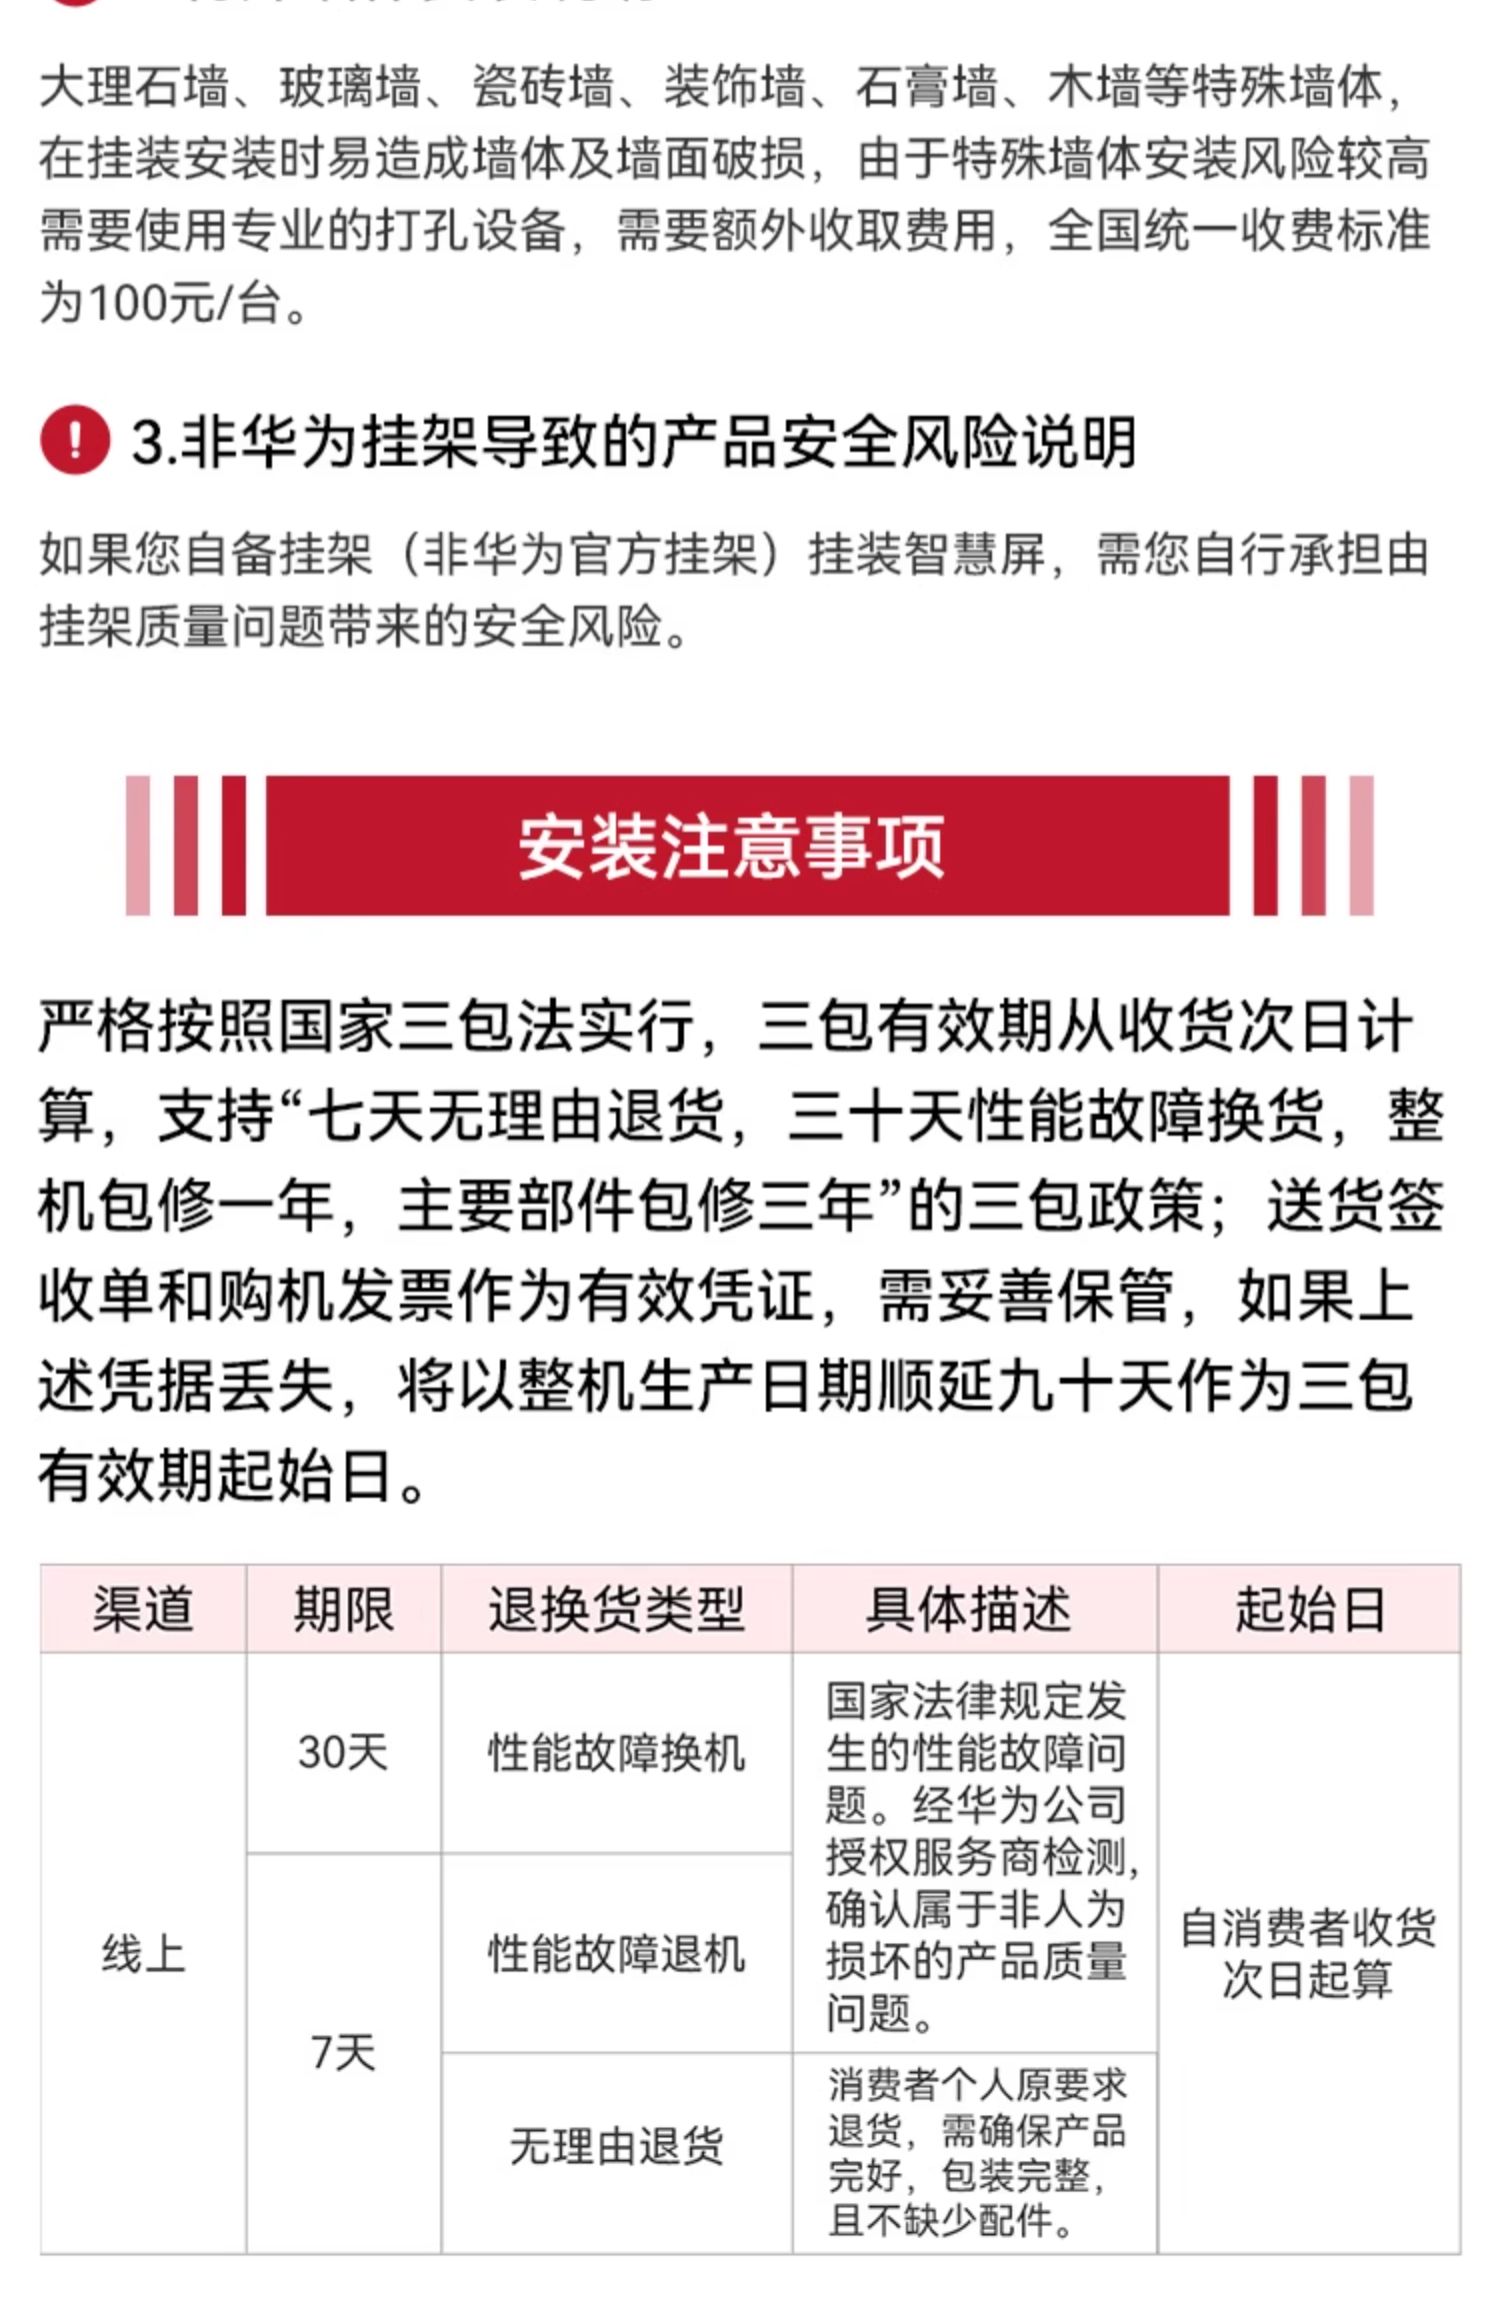 大理石墙、玻璃墙、瓷砖墙、装饰墙、石膏墙、木墙等特殊墙体，
在挂装安装时易造成墙体及墙面破损，由于特殊墙体安装风险较高
需要使用专业的打孔设备，需要额外收取费用，全国统一收费标准
为100元/台。
3.非华为挂架导致的产品安全风险说明
如果您自备挂架（非华为官方挂架）挂装智慧屏，需您自行承担由
挂架质量问题带来的安全风险。
安装注意事项
严格按照国家三包法实行，三包有效期从收货次日计
算，支持“七天无理由退货，三十天性能故障换货，整
机包修一年，主要部件包修三年”的三包政策；送货签
收单和购机发票作为有效凭证，需妥善保管，如果上
述凭据丢失，将以整机生产日期顺延九十天作为三包
有效期起始日。
渠道 期限 退换货类型 具体描述 起始日
线上
30天
性能故障换机
国家法律规定发
生的性能故障问
题。经华为公司
授权服务商检测，
确认属于非人为
损坏的产品质量
问题。
自消费者收货
次日起算
7天
性能故障退机
无理由退货
消费者个人原要求
退货，需确保产品
完好，包装完整，
且不缺少配件。